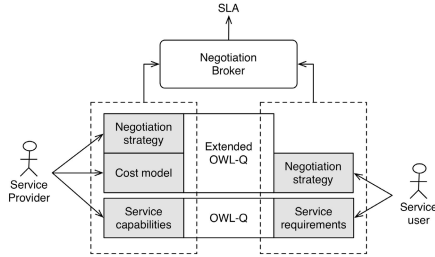 SLA
Negotiation
Broker
Negotiation
strategy
Extended
OWL-Q
Cost model
Negotiation
strategy
Service
Provider
Service
capabilities
OWL-Q
Service
requirements
Service
user